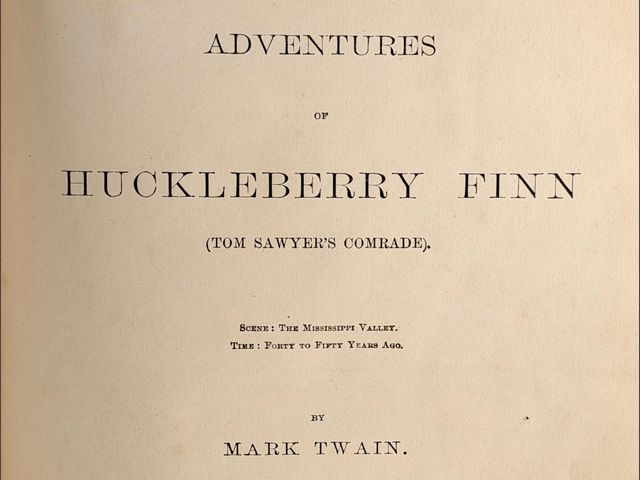 ADVENTURES
OF
HUCKLEBERRY FINN
(TOM SAWYER'S COMRADE).
SCENE : THE MISSISSIPPI VALLEY.
TIME : FORTY TO FIFTY YEARS AGO.
BY
MARK TWAIN.